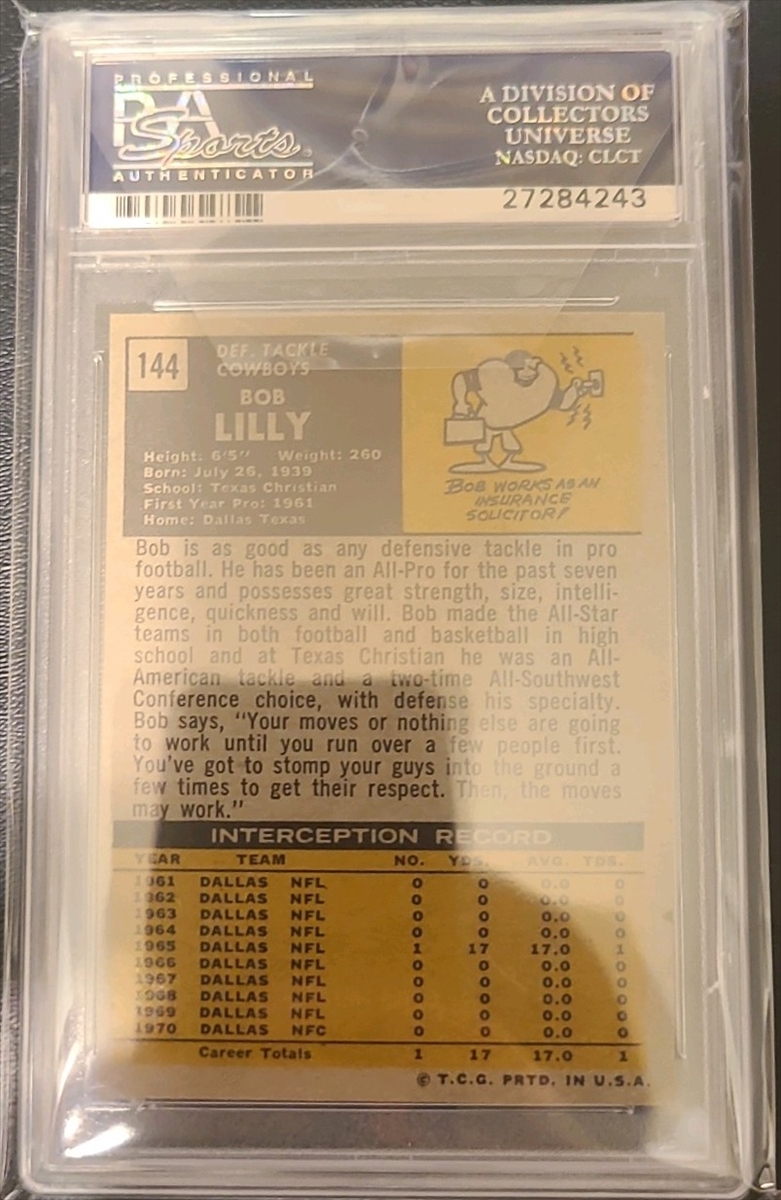 PROFESSIONAL
PSA
Sports
AUTHENTICATOR
A DIVISION OF
COLLECTORS
UNIVERSE
NASDAQ: CLCT
27284243
144
DEF. TACKLE
COWBOYS
BOB
LILLY
Height: 6'5" Weight: 260
Born: July 26, 1939
School: Texas Christian
First Year Pro: 1961
Home: Dallas Texas
BOB WORKS AS AN
INSURANCE
SOLICITOR!
Bob is as good as any defensive tackle in pro
football. He has been an All-Pro for the past seven
years and possesses great strength, size, intelli-
gence, quickness and will. Bob made the All-Star
teams in both football and basketball in high
school and at Texas Christian he was an All-
American tackle and a two-time All-Southwest
Conference choice, with defense his specialty.
Bob says, "Your moves or nothing else are going
to work until you run over a few people first.
You've got to stomp your guys into the ground a
few times to get their respect. Then, the moves
may work."
INTERCEPTION RECORD
YEAR TEAM NO. YDS. AVG. TDS.
1961 DALLAS NFL 0 0 0.0 0
1962 DALLAS NFL 0 0 0.0 0
1963 DALLAS NFL 0 0 0.0 0
1964 DALLAS NFL 0 0 0.0 0
1965 DALLAS NFL 1 17 17.0 1
1966 DALLAS NFL 0 0 0.0 0
1967 DALLAS NFL 0 0 0.0 0
1968 DALLAS NFL 0 0 0.0 0
1969 DALLAS NFL 0 0 0.0 0
1970 DALLAS NFC 0 0 0.0 0
Career Totals 1 17 17.0 1
© T.C.G. PRTD. IN U.S.A.